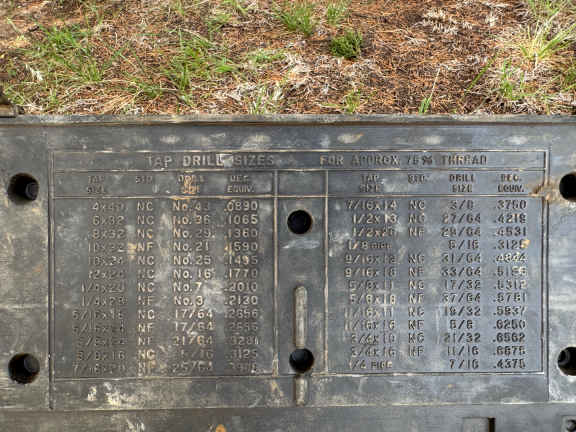 TAP DRILL SIZES FOR APPROX. 75% THREAD
TAP SIZE STD. DRILL SIZE DEC. EQUIV.
4x40 NC No. 43 .0890
6x32 NC No. 36 .1065
8x32 NC No. 29 .1360
10x32 NF No. 21 .1590
10x24 NC No. 25 .1495
12x24 NC No. 16 .1770
1/4x20 NC No. 7 .2010
1/4x28 NF No. 3 .2130
5/16x18 NC 17/64 .2656
5/16x24 NF 17/64 .2656
3/8x24 NF 21/64 .3281
3/8x16 NC 5/16 .3125
7/16x20 NF 25/64
TAP SIZE STD. DRILL SIZE DEC. EQUIV.
7/16x14 NC 3/8 .3750
1/2x13 NC 27/64 .4219
1/2x20 NF 29/64 .4531
1/8 PIPE 5/16 .3125
9/16x12 NC 31/64 .4844
9/16x18 NF 33/64 .5156
5/8x11 NC 17/32 .5312
5/8x18 NF 37/64 .5781
11/16x11 NC 19/32 .5937
11/16x16 NF 5/8 .6250
3/4x10 NC 21/32 .6562
3/4x16 NF 11/16 .6875
1/4 PIPE 7/16 .4375